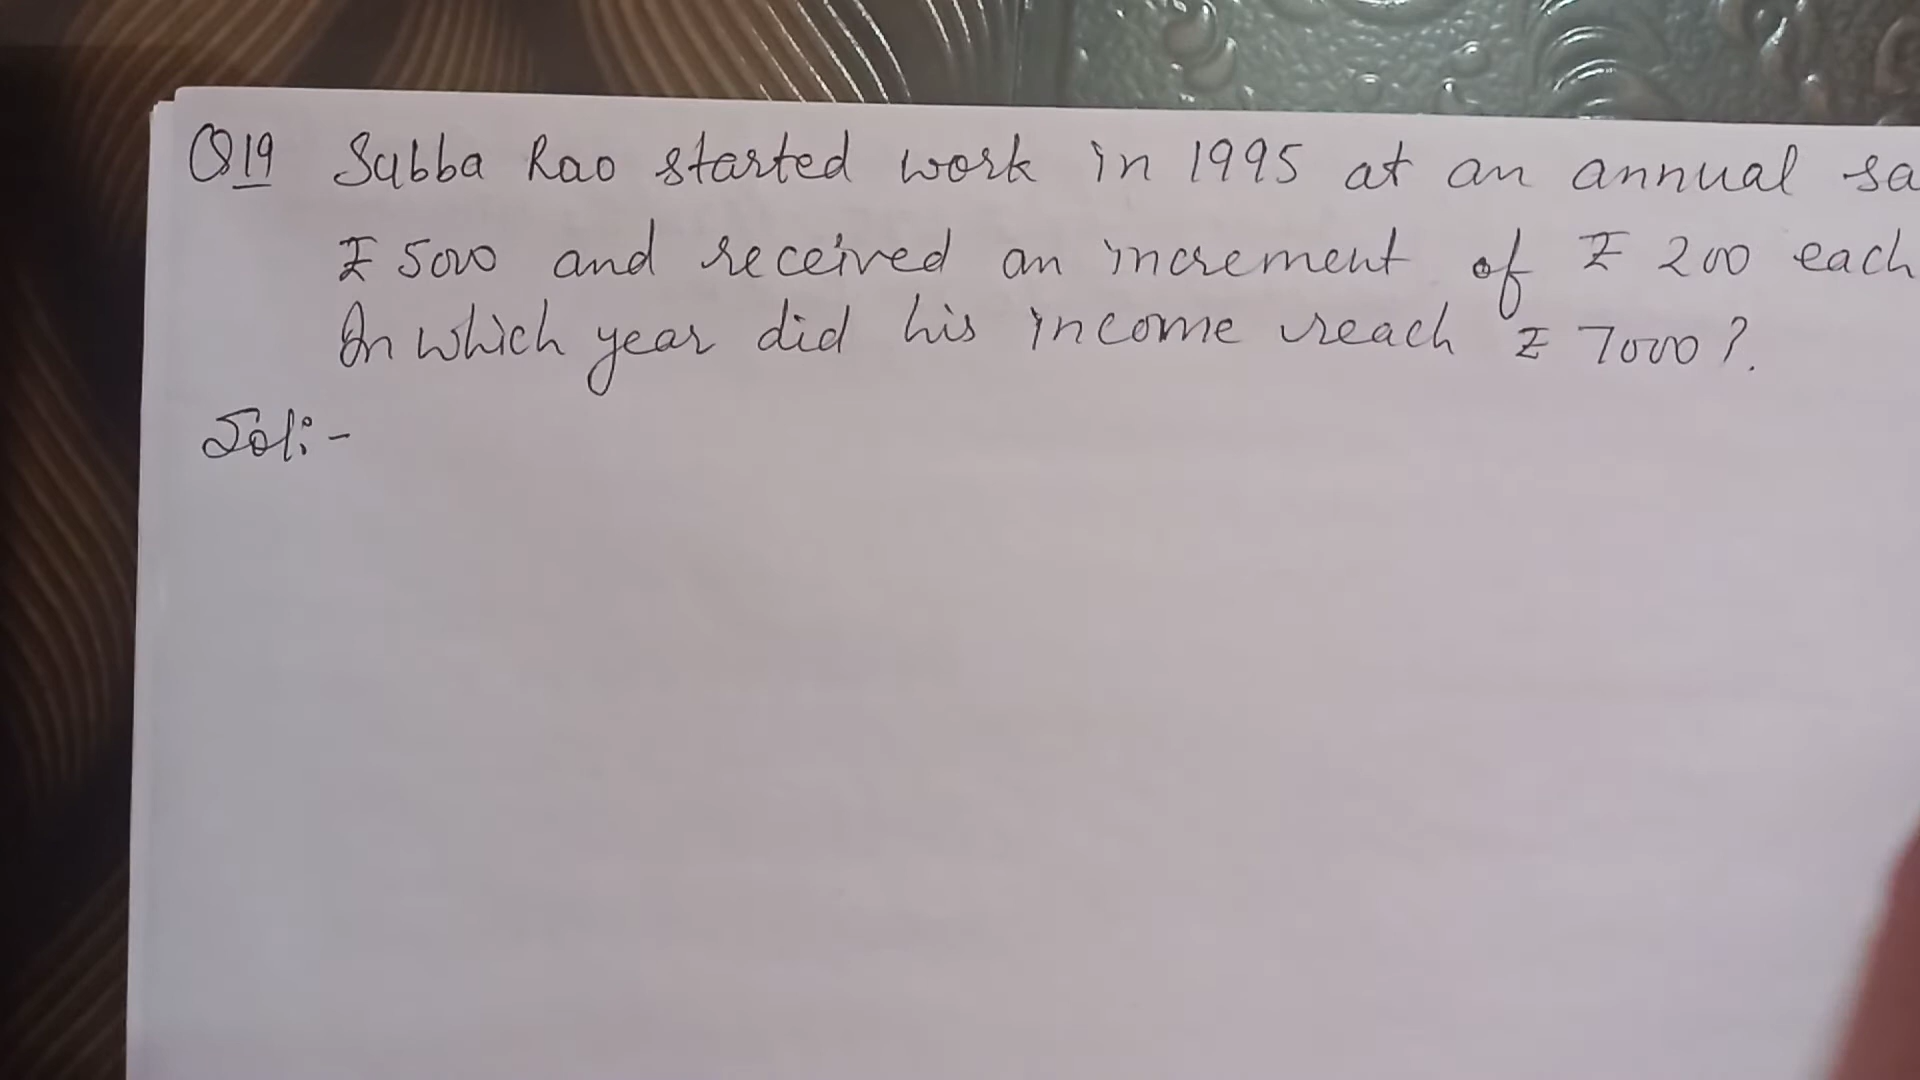 Q19 Subba Rao started work in 1995 at an annual sa
₹ 5000 and received an increment of ₹ 200 each
In which year did his income reach ₹ 7000?.
Sol:-